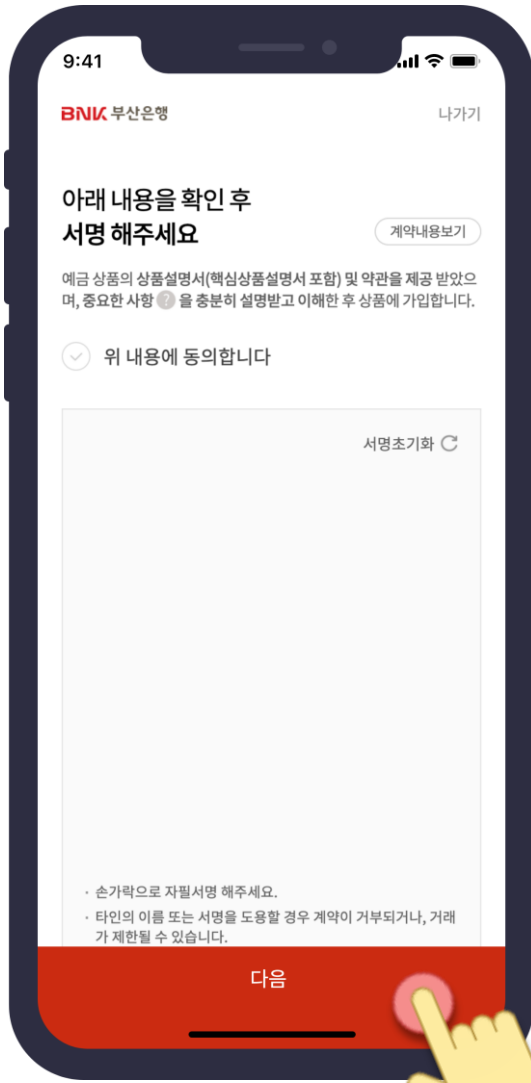 9:41
BNK 부산은행
나가기
아래 내용을 확인 후
서명 해주세요
계약내용보기
예금 상품의 상품설명서(핵심상품설명서 포함) 및 약관을 제공 받았으
며, 중요한 사항 ? 을 충분히 설명받고 이해한 후 상품에 가입합니다.
위 내용에 동의합니다
서명초기화
· 손가락으로 자필서명 해주세요.
· 타인의 이름 또는 서명을 도용할 경우 계약이 거부되거나, 거래
가 제한될 수 있습니다.
다음